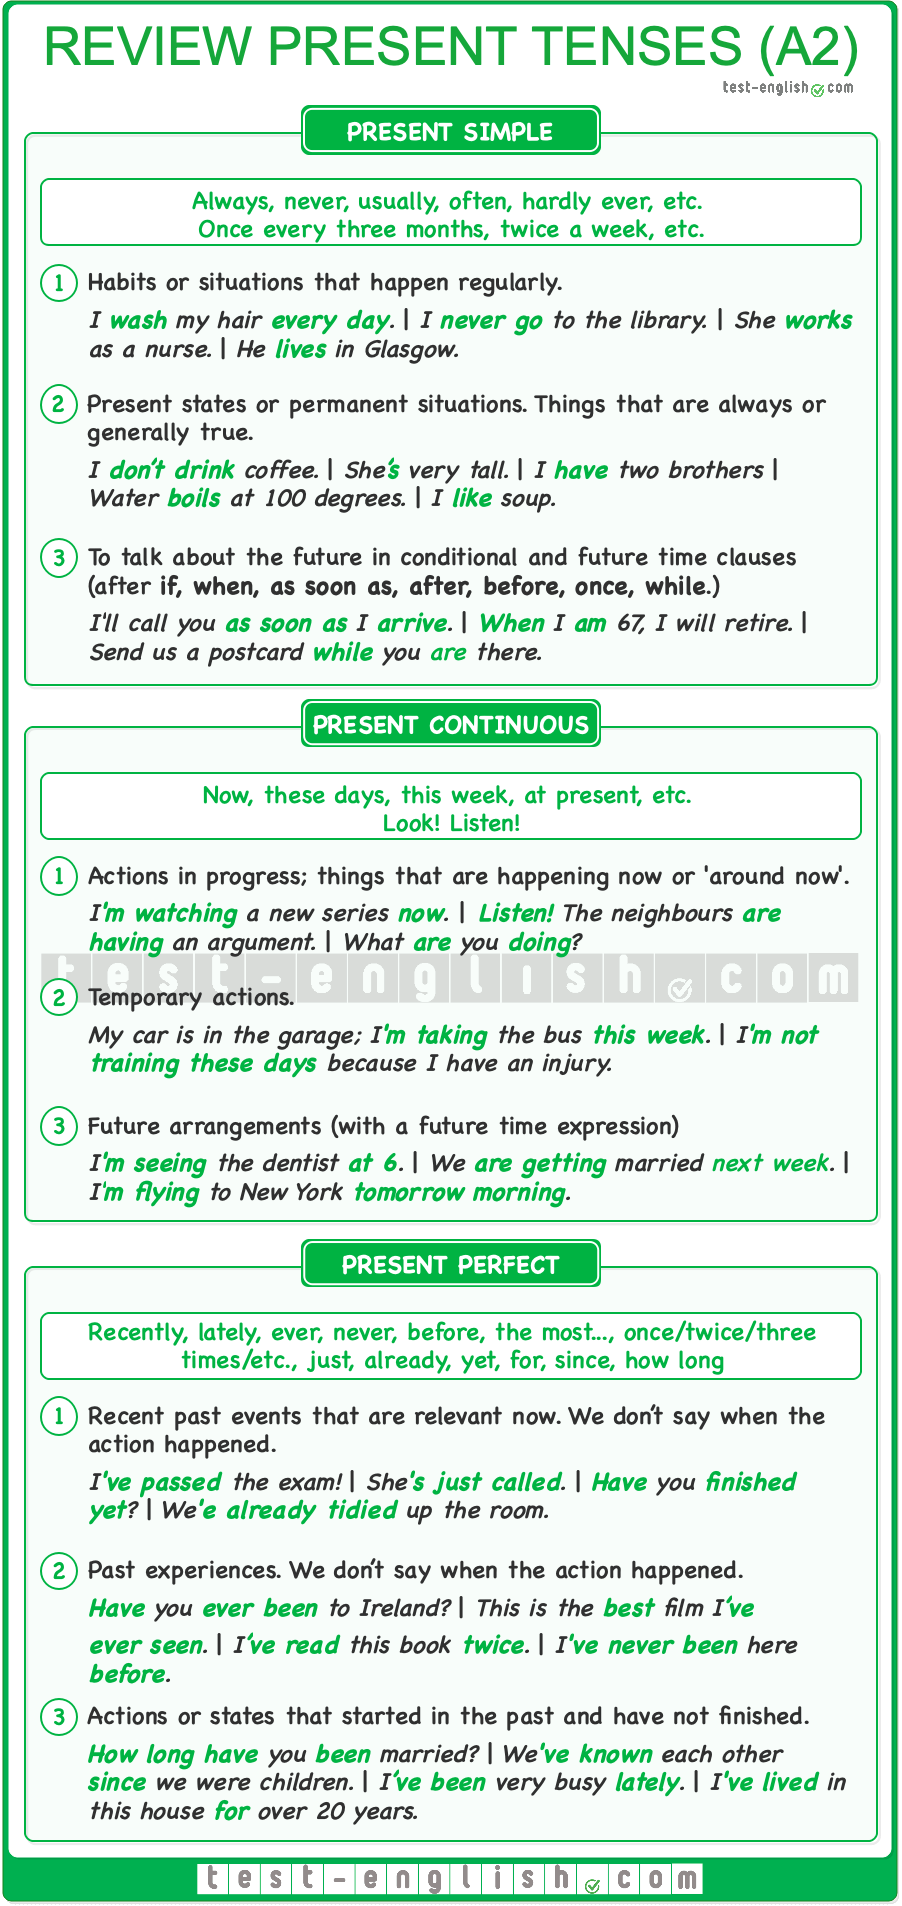 REVIEW PRESENT TENSES (A2)
test-english.com
PRESENT SIMPLE
Always, never, usually, often, hardly ever, etc.
Once every three months, twice a week, etc.
1 Habits or situations that happen regularly.
I wash my hair every day. | I never go to the library. | She works
as a nurse. | He lives in Glasgow.
2 Present states or permanent situations. Things that are always or
generally true.
I don't drink coffee. | She's very tall. | I have two brothers |
Water boils at 100 degrees. | I like soup.
3 To talk about the future in conditional and future time clauses
(after if, when, as soon as, after, before, once, while.)
I'll call you as soon as I arrive. | When I am 67, I will retire. |
Send us a postcard while you are there.
PRESENT CONTINUOUS
Now, these days, this week, at present, etc.
Look! Listen!
1 Actions in progress; things that are happening now or 'around now'.
I'm watching a new series now. | Listen! The neighbours are
having an argument. | What are you doing?
test-english.com
2 Temporary actions.
My car is in the garage; I'm taking the bus this week. | I'm not
training these days because I have an injury.
3 Future arrangements (with a future time expression)
I'm seeing the dentist at 6. | We are getting married next week. |
I'm flying to New York tomorrow morning.
PRESENT PERFECT
Recently, lately, ever, never, before, the most..., once/twice/three
times/etc., just, already, yet, for, since, how long
1 Recent past events that are relevant now. We don't say when the
action happened.
I've passed the exam! | She's just called. | Have you finished
yet? | We'e already tidied up the room.
2 Past experiences. We don't say when the action happened.
Have you ever been to Ireland? | This is the best film I've
ever seen. | I've read this book twice. | I've never been here
before.
3 Actions or states that started in the past and have not finished.
How long have you been married? | We've known each other
since we were children. | I've been very busy lately. | I've lived in
this house for over 20 years.
test-english.com